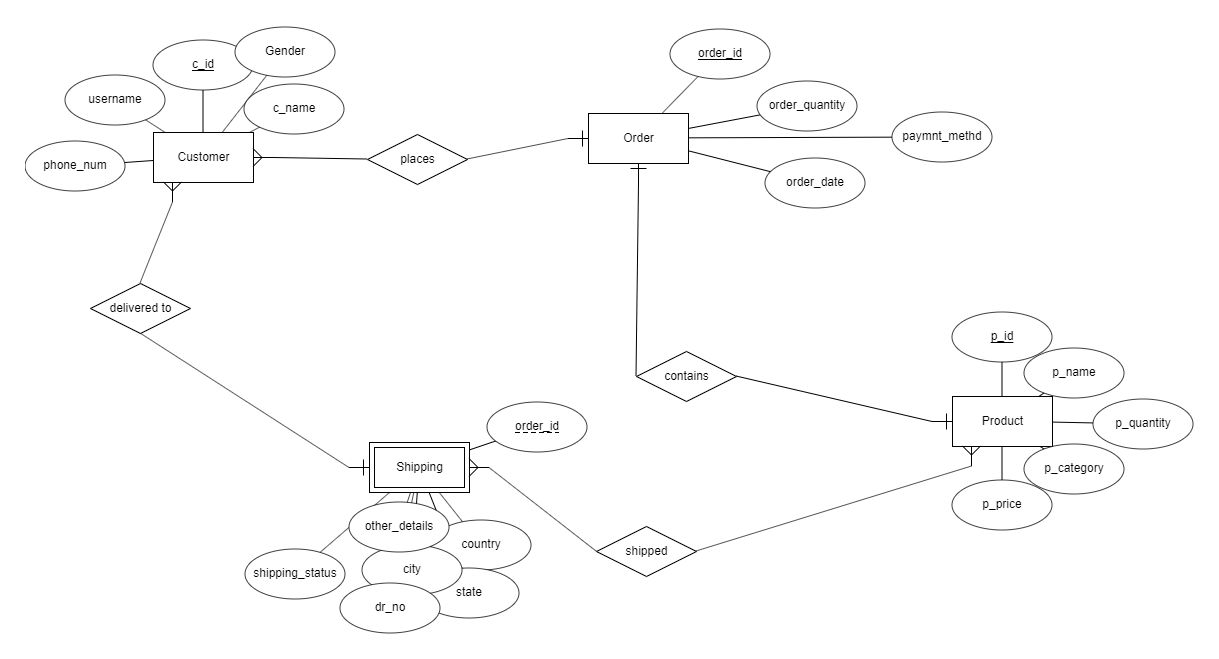 Gender
c_id
order_id
username
order_quantity
c_name
paymnt_methd
Order
Customer
places
phone_num
order_date
delivered to
p_id
p_name
contains
Product
p_quantity
order_id
Shipping
p_category
p_price
other_details
country
shipped
city
shipping_status
state
dr_no